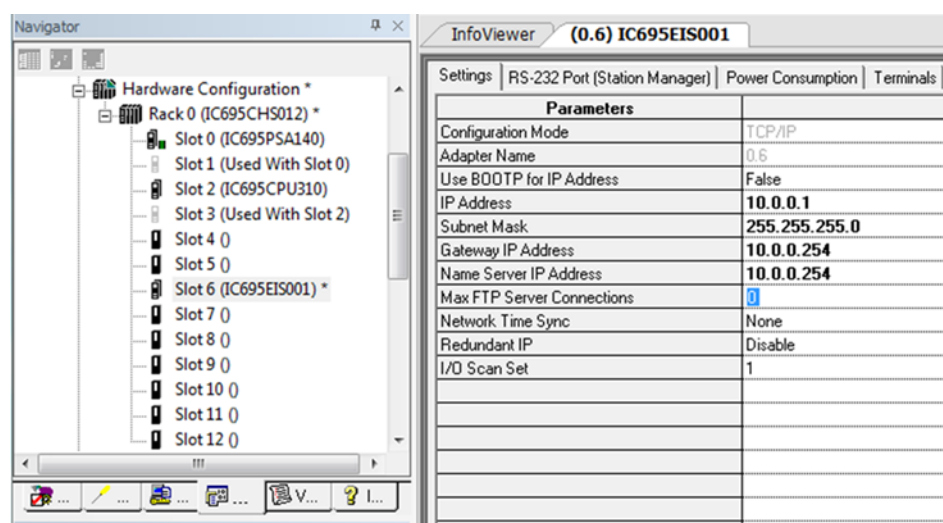 Navigator
Hardware Configuration *
Rack 0 (IC695CHS012) *
Slot 0 (IC695PSA140)
Slot 1 (Used With Slot 0)
Slot 2 (IC695CPU310)
Slot 3 (Used With Slot 2)
Slot 4 ()
Slot 5 ()
Slot 6 (IC695EIS001) *
Slot 7 ()
Slot 8 ()
Slot 9 ()
Slot 10 ()
Slot 11 ()
Slot 12 ()
... ... ... ... V... I...
InfoViewer (0.6) IC695EIS001
Settings RS-232 Port (Station Manager) Power Consumption Terminals
Parameters
Configuration Mode TCP/IP
Adapter Name 0.6
Use BOOTP for IP Address False
IP Address 10.0.0.1
Subnet Mask 255.255.255.0
Gateway IP Address 10.0.0.254
Name Server IP Address 10.0.0.254
Max FTP Server Connections 0
Network Time Sync None
Redundant IP Disable
I/O Scan Set 1